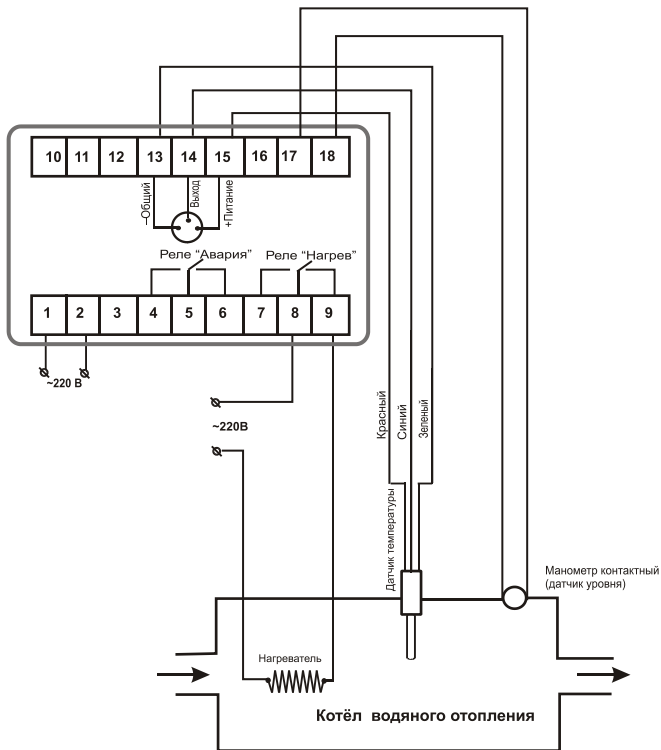 10 11 12 13 14 15 16 17 18
–Общий
Выход
+Питание
Реле “Авария”
Реле “Нагрев”
1 2 3 4 5 6 7 8 9
~220 В
~220В
Красный
Синий
Зеленый
Датчик температуры
Манометр контактный
(датчик уровня)
Нагреватель
Котёл водяного отопления